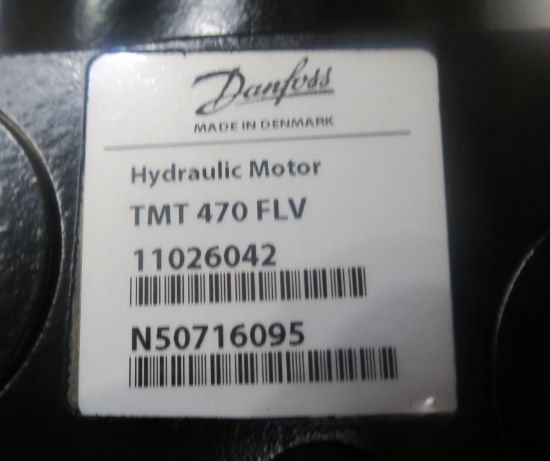 Danfoss
MADE IN DENMARK
Hydraulic Motor
TMT 470 FLV
11026042
N50716095